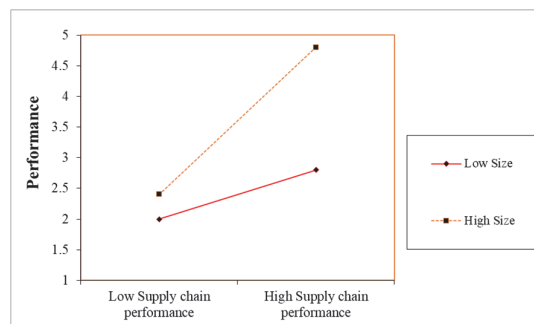 5
4.5
4
3.5
3
2.5
2
1.5
1
Performance
Low Supply chain
performance
High Supply chain
performance
Low Size
High Size